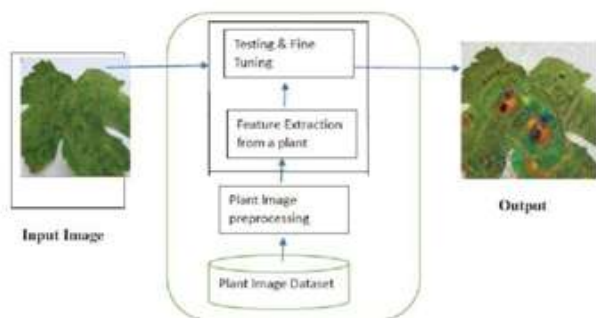 Testing & Fine
Tuning
Feature Extraction
from a plant
Plant Image
preprocessing
Plant Image Dataset
Input Image
Output